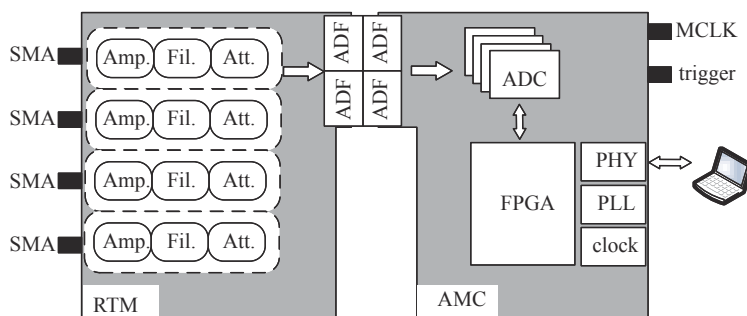 SMA
Amp. Fil. Att.
SMA
Amp. Fil. Att.
SMA
Amp. Fil. Att.
SMA
Amp. Fil. Att.
RTM
ADF ADF
ADF ADF
ADC
FPGA
PHY
PLL
clock
AMC
MCLK
trigger